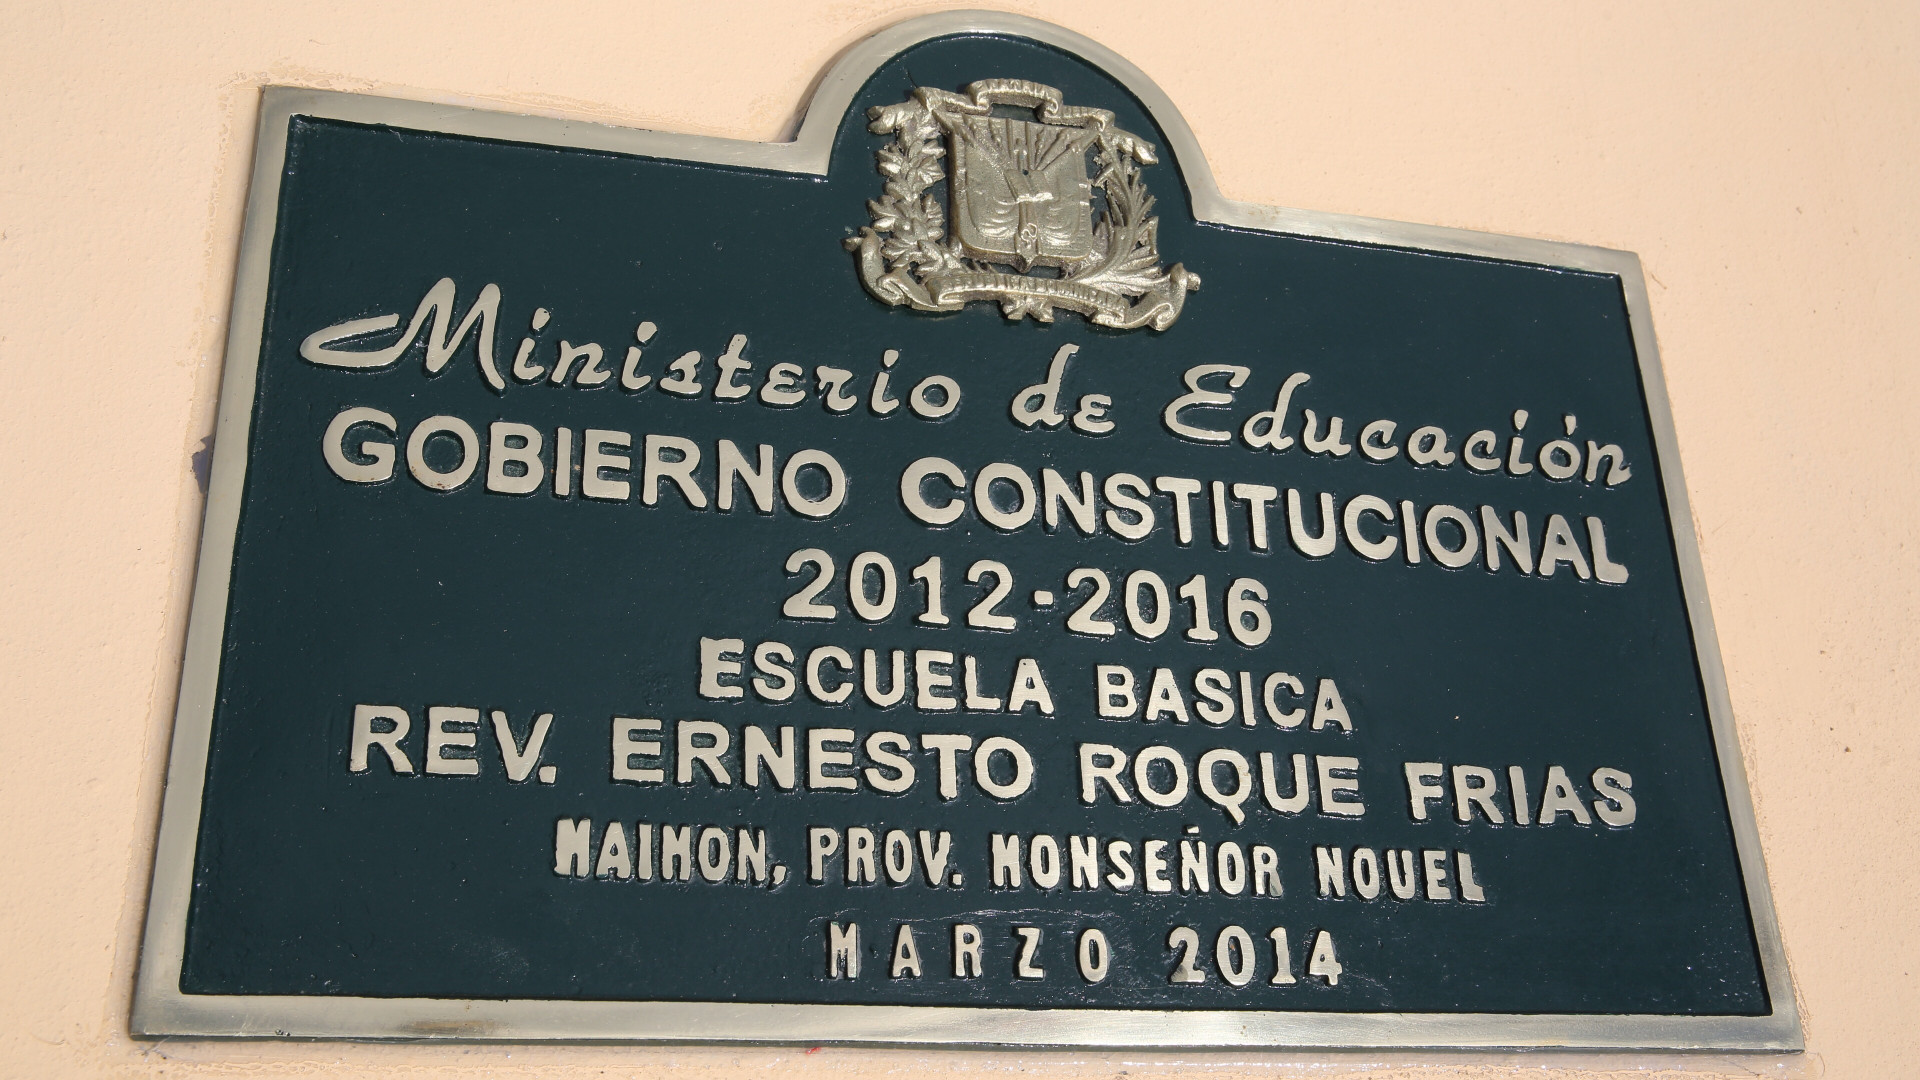 Ministerio de Educación
GOBIERNO CONSTITUCIONAL
2012-2016
ESCUELA BASICA
REV. ERNESTO ROQUE FRIAS
MAIMON, PROV. MONSEÑOR NOUEL
MARZO 2014